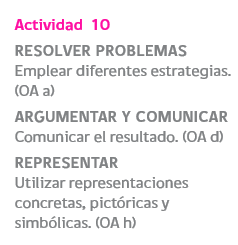 Actividad 10
RESOLVER PROBLEMAS
Emplear diferentes estrategias.
(OA a)
ARGUMENTAR Y COMUNICAR
Comunicar el resultado. (OA d)
REPRESENTAR
Utilizar representaciones
concretas, pictóricas y
simbólicas. (OA h)